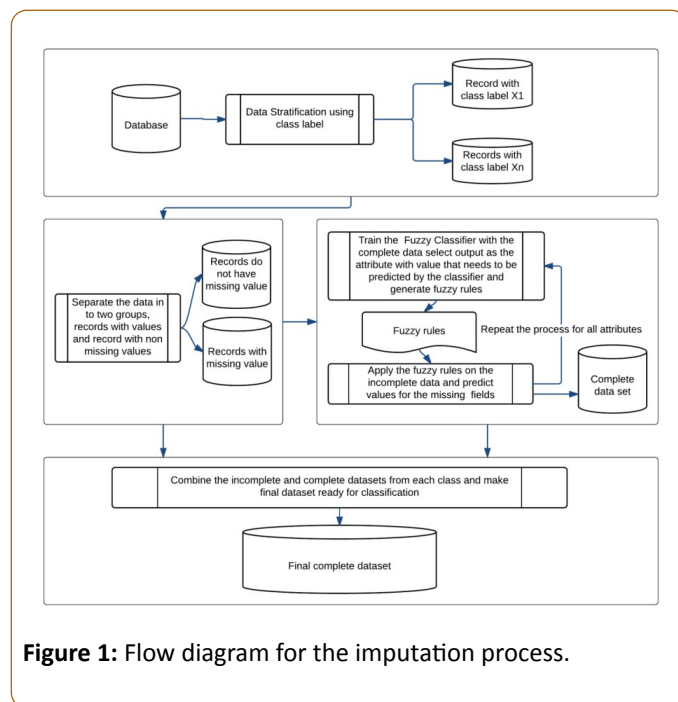 Database
Data Stratification using
class label
Record with
class label X1
Records with
class label Xn
Separate the data in
to two groups,
records with values
and record with non
missing values
Records do
not have
missing value
Records with
missing value
Train the Fuzzy Classifier with the
complete data select output as the
attribute with value that needs to be
predicted by the classifier and
generate fuzzy rules
Fuzzy rules
Repeat the process for all attributes
Apply the fuzzy rules on the
incomplete data and predict
values for the missing fields
Complete
data set
Combine the incomplete and complete datasets from each class and make
final dataset ready for classification
Final complete dataset
Figure 1: Flow diagram for the imputation process.